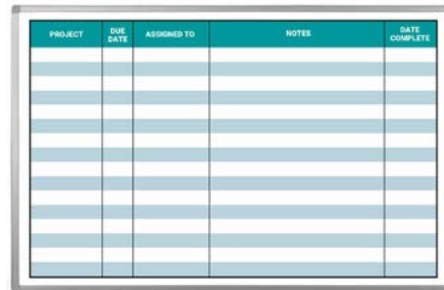 PROJECT
DUE
DATE
ASSIGNED TO
NOTES
DATE
COMPLETE